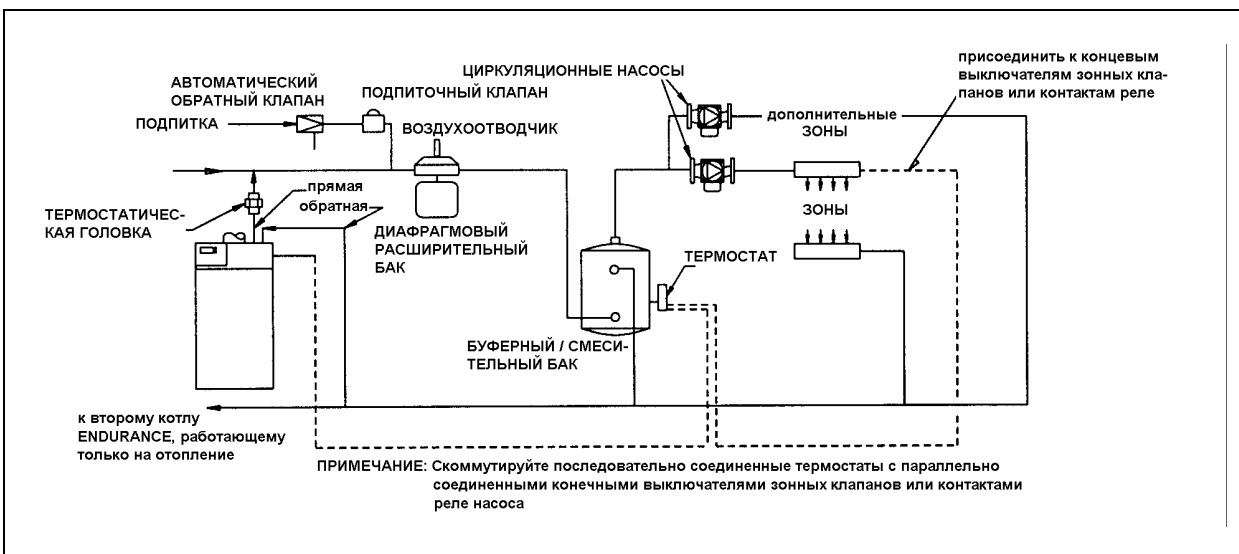 присоединить к концевым
выключателям зонных кла-
панов или контактам реле
ЦИРКУЛЯЦИОННЫЕ НАСОСЫ
АВТОМАТИЧЕСКИЙ
ОБРАТНЫЙ КЛАПАН
ПОДПИТОЧНЫЙ КЛАПАН
ПОДПИТКА
ВОЗДУХООТВОДЧИК
дополнительные
ЗОНЫ
прямая
обратная
ТЕРМОСТАТИЧЕС-
КАЯ ГОЛОВКА
ЗОНЫ
ДИАФРАГМОВЫЙ
РАСШИРИТЕЛЬНЫЙ
БАК
ТЕРМОСТАТ
БУФЕРНЫЙ / СМЕСИ-
ТЕЛЬНЫЙ БАК
к второму котлу
ENDURANCE, работающему
только на отопление
ПРИМЕЧАНИЕ: Скоммутируйте последовательно соединенные термостаты с параллельно
соединенными конечными выключателями зонных клапанов или контактами
реле насоса